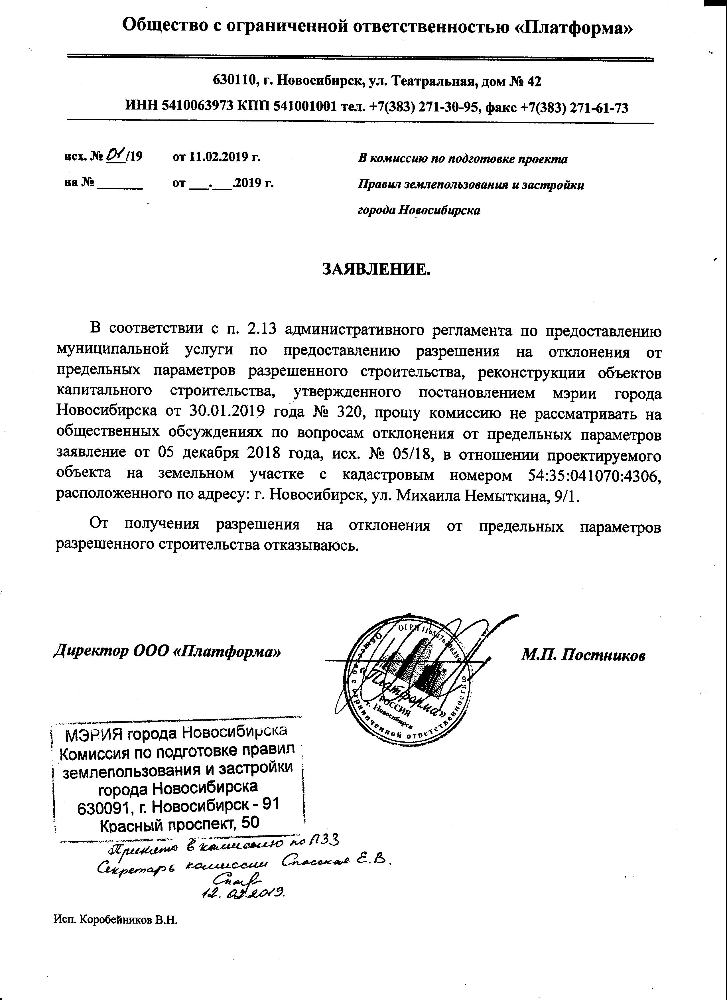 Общество с ограниченной ответственностью «Платформа»
630110, г. Новосибирск, ул. Театральная, дом № 42
ИНН 5410063973 КПП 541001001 тел. +7(383) 271-30-95, факс +7(383) 271-61-73
исх. № 01/19 от 11.02.2019 г.
на № ______ от ___.___.2019 г.
В комиссию по подготовке проекта
Правил землепользования и застройки
города Новосибирска
ЗАЯВЛЕНИЕ.
В соответствии с п. 2.13 административного регламента по предоставлению
муниципальной услуги по предоставлению разрешения на отклонения от
предельных параметров разрешенного строительства, реконструкции объектов
капитального строительства, утвержденного постановлением мэрии города
Новосибирска от 30.01.2019 года № 320, прошу комиссию не рассматривать на
общественных обсуждениях по вопросам отклонения от предельных параметров
заявление от 05 декабря 2018 года, исх. № 05/18, в отношении проектируемого
объекта на земельном участке с кадастровым номером 54:35:041070:4306,
расположенного по адресу: г. Новосибирск, ул. Михаила Немыткина, 9/1.
От получения разрешения на отклонения от предельных параметров
разрешенного строительства отказываюсь.
Директор ООО «Платформа»
М.П. Постников
ОГРН 1165476206389
Общество с ограниченной ответственностью
«Платформа»
РОССИЯ
г. Новосибирск
МЭРИЯ города Новосибирска
Комиссия по подготовке правил
землепользования и застройки
города Новосибирска
630091, г. Новосибирск - 91
Красный проспект, 50
Принято в комиссию по ПЗЗ
Секретарь комиссии Спасская Е.В.
12.02.2019.
Исп. Коробейников В.Н.